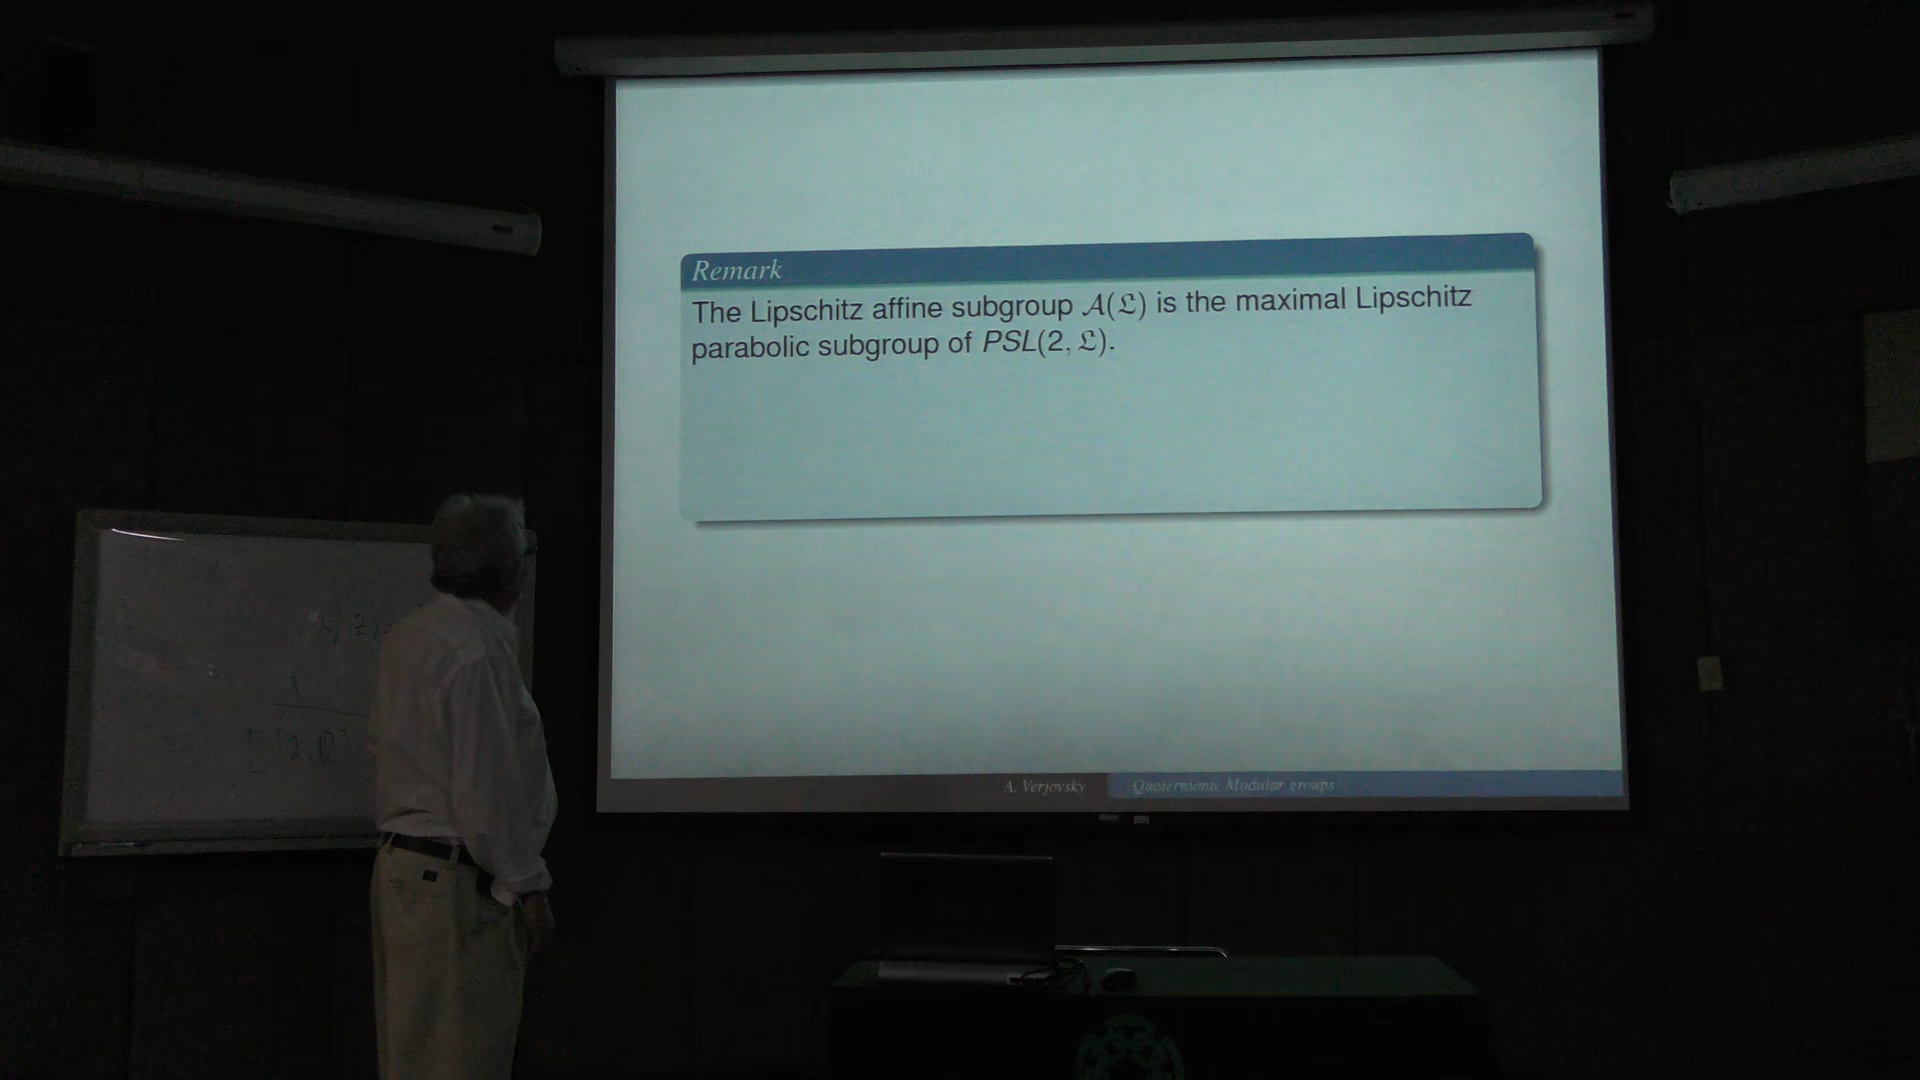 Remark
The Lipschitz affine subgroup 𝒜(𝔏) is the maximal Lipschitz
parabolic subgroup of PSL(2, 𝔏).
A. Verjovsky
Quaternionic Modular groups